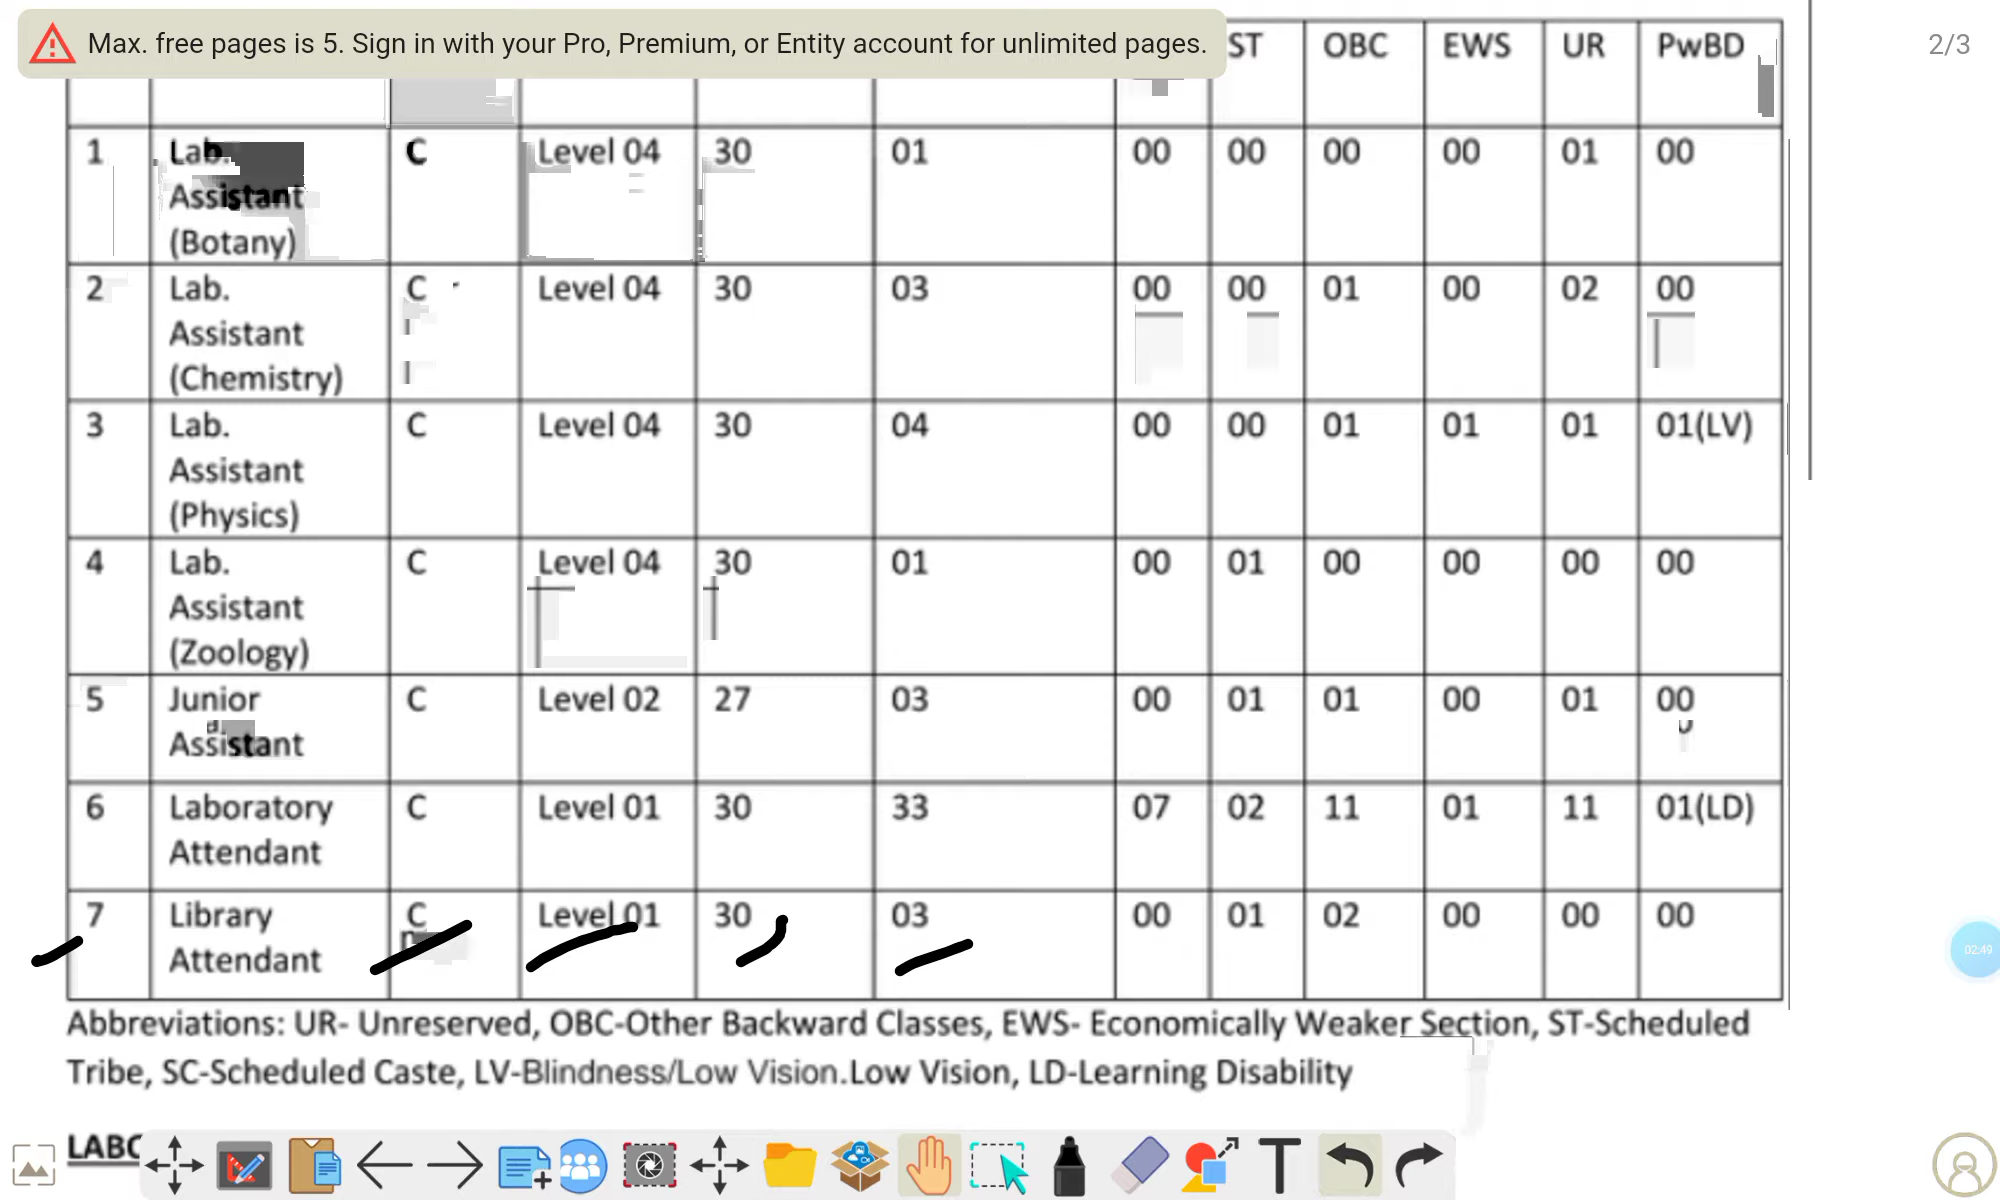 Max. free pages is 5. Sign in with your Pro, Premium, or Entity account for unlimited pages.
ST OBC EWS UR PwBD
2/3
1 Lab. Assistant (Botany) C Level 04 30 01 00 00 00 00 01 00
2 Lab. Assistant (Chemistry) C Level 04 30 03 00 00 01 00 02 00
3 Lab. Assistant (Physics) C Level 04 30 04 00 00 01 01 01 01(LV)
4 Lab. Assistant (Zoology) C Level 04 30 01 00 01 00 00 00 00
5 Junior Assistant C Level 02 27 03 00 01 01 00 01 00
6 Laboratory Attendant C Level 01 30 33 07 02 11 01 11 01(LD)
7 Library Attendant C Level 01 30 03 00 01 02 00 00 00
02:49
Abbreviations: UR- Unreserved, OBC-Other Backward Classes, EWS- Economically Weaker Section, ST-Scheduled
Tribe, SC-Scheduled Caste, LV-Blindness/Low Vision.Low Vision, LD-Learning Disability